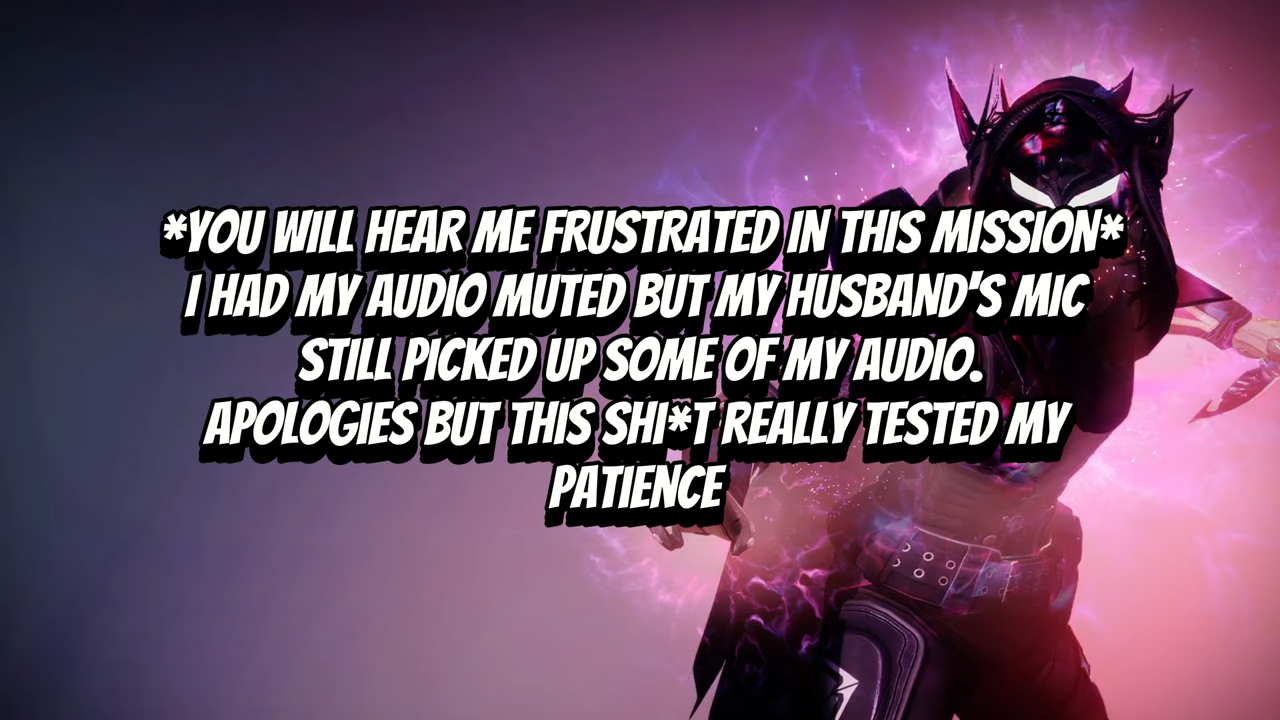 *YOU WILL HEAR ME FRUSTRATED IN THIS MISSION*
I HAD MY AUDIO MUTED BUT MY HUSBAND'S MIC
STILL PICKED UP SOME OF MY AUDIO.
APOLOGIES BUT THIS SHI*T REALLY TESTED MY
PATIENCE